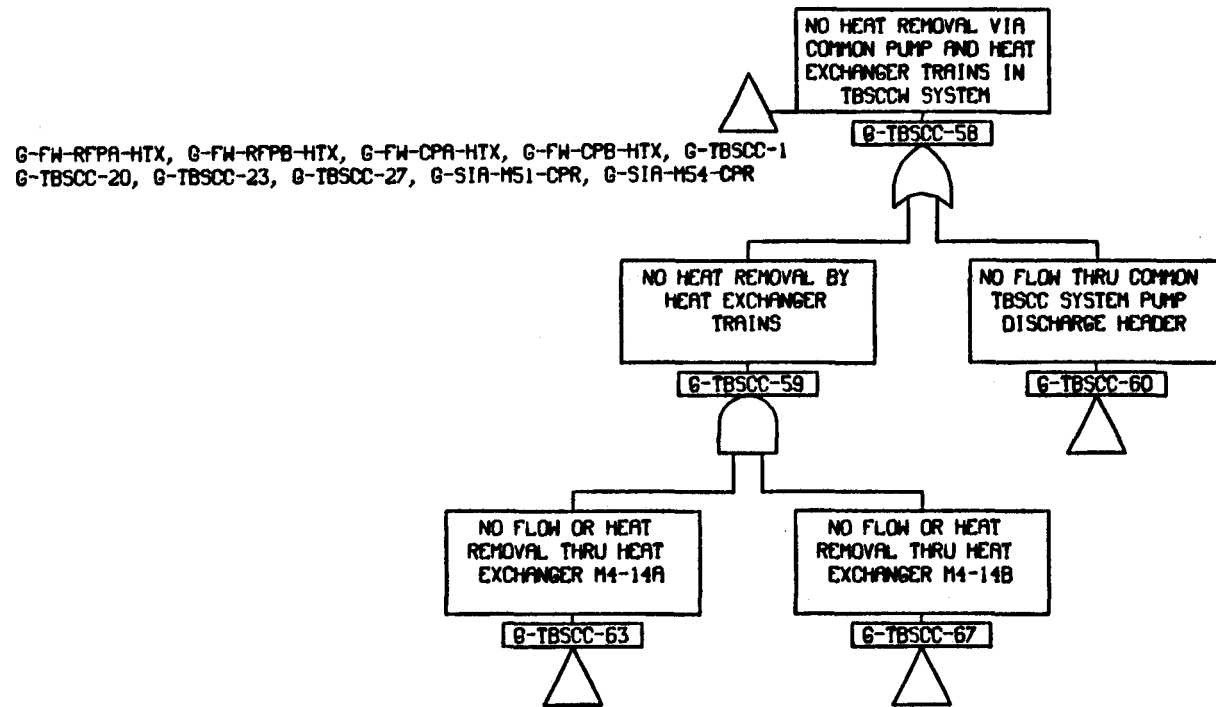 NO HEAT REMOVAL VIA
COMMON PUMP AND HEAT
EXCHANGER TRAINS IN
TBSCCW SYSTEM
G-TBSCC-58
G-FW-RFPA-HTX, G-FW-RFPB-HTX, G-FW-CPA-HTX, G-FW-CPB-HTX, G-TBSCC-1
G-TBSCC-20, G-TBSCC-23, G-TBSCC-27, G-SIA-M51-CPR, G-SIA-M54-CPR
NO HEAT REMOVAL BY
HEAT EXCHANGER
TRAINS
G-TBSCC-59
NO FLOW THRU COMMON
TBSCC SYSTEM PUMP
DISCHARGE HEADER
G-TBSCC-60
NO FLOW OR HEAT
REMOVAL THRU HEAT
EXCHANGER M4-14A
G-TBSCC-63
NO FLOW OR HEAT
REMOVAL THRU HEAT
EXCHANGER M4-14B
G-TBSCC-67